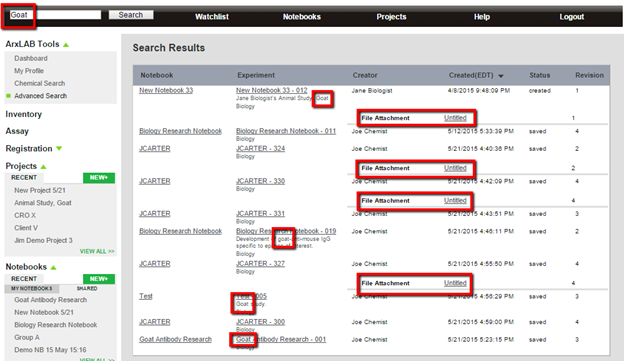 Goat Search Watchlist Notebooks Projects Help Logout
ArxLAB Tools
Dashboard
My Profile
Chemical Search
Advanced Search
Inventory
Assay
Registration
Projects
RECENT NEW+
New Project 5/21
Animal Study, Goat
CRO X
Client V
Jim Demo Project 3
VIEW ALL >>
Notebooks
RECENT NEW+
MY NOTEBOOKS SHARED
Goat Antibody Research
New Notebook 5/21
Biology Research Notebook
Group A
Demo NB 15 May 15:16
VIEW ALL >>
Search Results
Notebook Experiment Creator Created(EDT) Status Revision
New Notebook 33 New Notebook 33 - 012 Jane Biologist 4/8/2015 9:48:09 PM created 1
Jane Biologist's Animal Study, Goat
Biology
File Attachment Untitled 1
Biology Research Notebook Biology Research Notebook - 011 Joe Chemist 5/12/2015 5:33:39 PM saved 4
Biology
JCARTER JCARTER - 324 Joe Chemist 5/21/2015 4:40:36 PM saved 2
Biology
File Attachment Untitled 2
JCARTER JCARTER - 330 Joe Chemist 5/21/2015 4:42:09 PM saved 4
Biology
File Attachment Untitled 4
JCARTER JCARTER - 331 Joe Chemist 5/21/2015 4:43:51 PM saved 3
Biology
Biology Research Notebook Biology Research Notebook - 019 Joe Chemist 5/21/2015 4:46:11 PM saved 2
Development of goat-anti-mouse IgG
specific to epitope of interest.
Biology
JCARTER JCARTER - 327 Joe Chemist 5/21/2015 4:55:50 PM saved 4
Biology
File Attachment Untitled 4
Test Test - 005 Joe Chemist 5/21/2015 4:56:29 PM saved 3
Goat study.
Biology
JCARTER JCARTER - 300 Joe Chemist 5/21/2015 4:59:00 PM saved 4
Biology
Goat Antibody Research Goat Antibody Research - 001 Joe Chemist 5/21/2015 5:23:15 PM saved 3
Biology